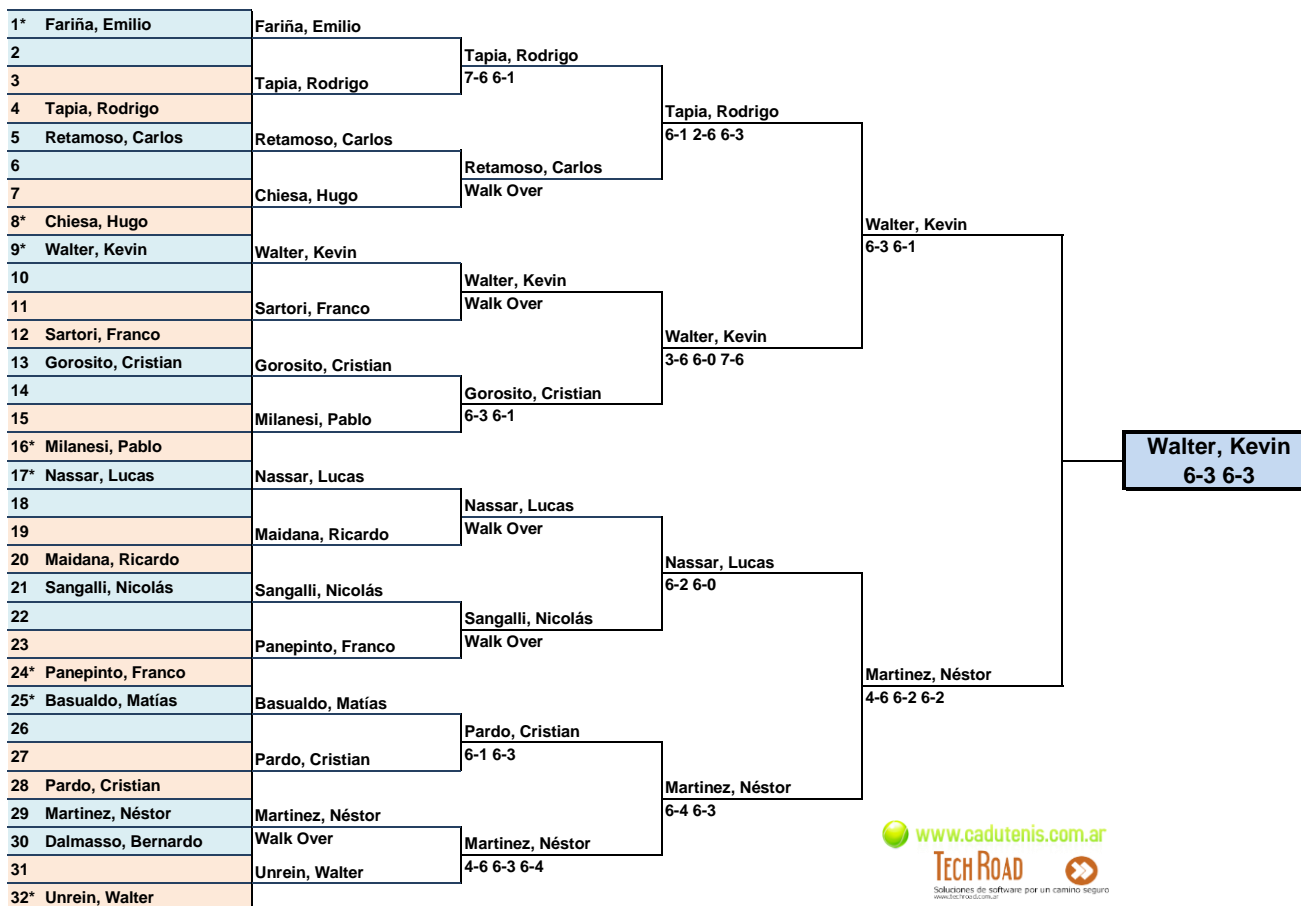 1* Fariña, Emilio
2
3
4 Tapia, Rodrigo
5 Retamoso, Carlos
6
7
8* Chiesa, Hugo
9* Walter, Kevin
10
11
12 Sartori, Franco
13 Gorosito, Cristian
14
15
16* Milanesi, Pablo
17* Nassar, Lucas
18
19
20 Maidana, Ricardo
21 Sangalli, Nicolás
22
23
24* Panepinto, Franco
25* Basualdo, Matías
26
27
28 Pardo, Cristian
29 Martinez, Néstor
30 Dalmasso, Bernardo
31
32* Unrein, Walter
Fariña, Emilio
Tapia, Rodrigo
Retamoso, Carlos
Chiesa, Hugo
Walter, Kevin
Sartori, Franco
Gorosito, Cristian
Milanesi, Pablo
Nassar, Lucas
Maidana, Ricardo
Sangalli, Nicolás
Panepinto, Franco
Basualdo, Matías
Pardo, Cristian
Martinez, Néstor
Walk Over
Unrein, Walter
Tapia, Rodrigo
7-6 6-1
Retamoso, Carlos
Walk Over
Walter, Kevin
Walk Over
Gorosito, Cristian
6-3 6-1
Nassar, Lucas
Walk Over
Sangalli, Nicolás
Walk Over
Pardo, Cristian
6-1 6-3
Martinez, Néstor
4-6 6-3 6-4
Tapia, Rodrigo
6-1 2-6 6-3
Walter, Kevin
3-6 6-0 7-6
Nassar, Lucas
6-2 6-0
Martinez, Néstor
6-4 6-3
Walter, Kevin
6-3 6-1
Martinez, Néstor
4-6 6-2 6-2
Walter, Kevin
6-3 6-3
www.cadutenis.com.ar
TECH ROAD
Soluciones de software por un camino seguro
www.techroad.com.ar